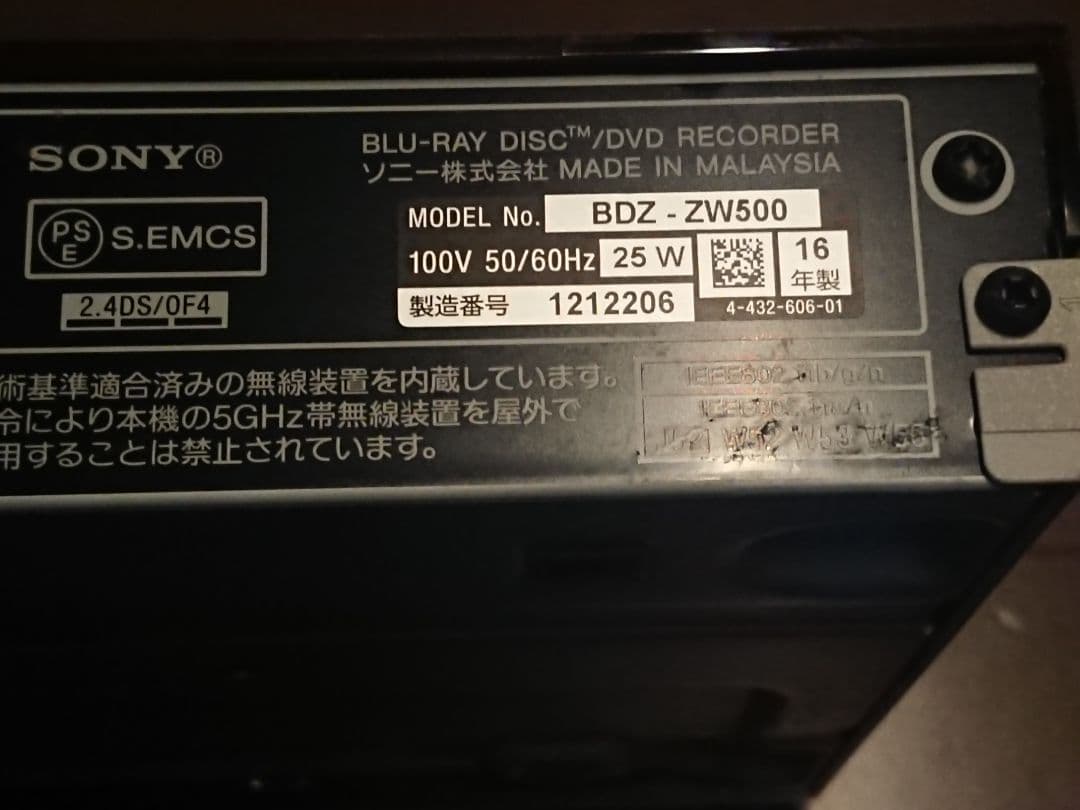 SONY®
BLU-RAY DISC™/DVD RECORDER
ソニー株式会社 MADE IN MALAYSIA
PSE S.EMCS
MODEL No. BDZ - ZW500
100V 50/60Hz 25 W
16
年製
2.4DS/OF4
製造番号 1212206
4-432-606-01
術基準適合済みの無線装置を内蔵しています。
令により本機の5GHz帯無線装置を屋外で
用することは禁止されています。
W52 W53 W56